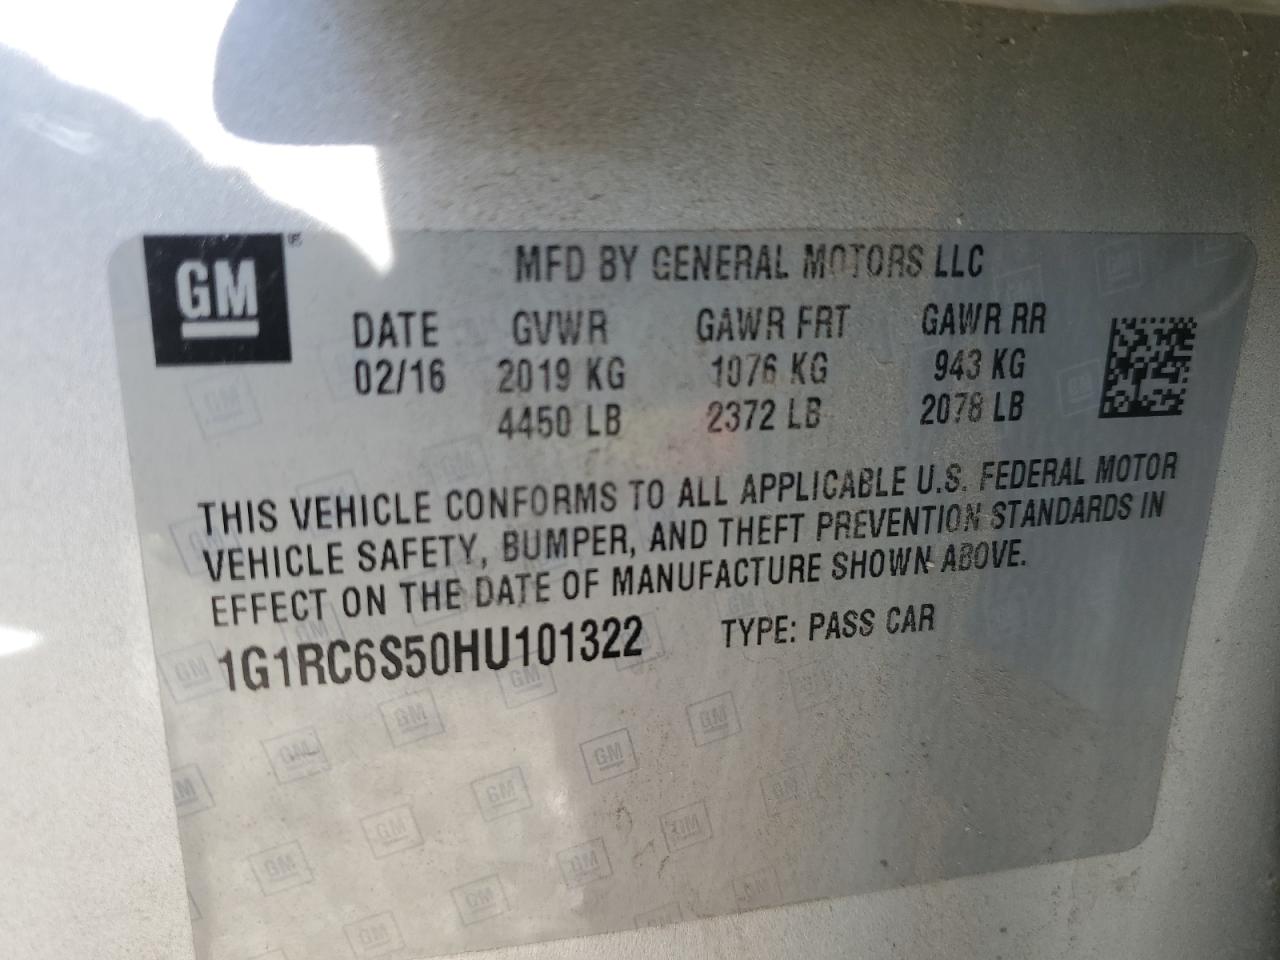 GM
MFD BY GENERAL MOTORS LLC
DATE GVWR GAWR FRT GAWR RR
02/16 2019 KG 1076 KG 943 KG
4450 LB 2372 LB 2078 LB
THIS VEHICLE CONFORMS TO ALL APPLICABLE U.S. FEDERAL MOTOR
VEHICLE SAFETY, BUMPER, AND THEFT PREVENTION STANDARDS IN
EFFECT ON THE DATE OF MANUFACTURE SHOWN ABOVE.
1G1RC6S50HU101322 TYPE: PASS CAR